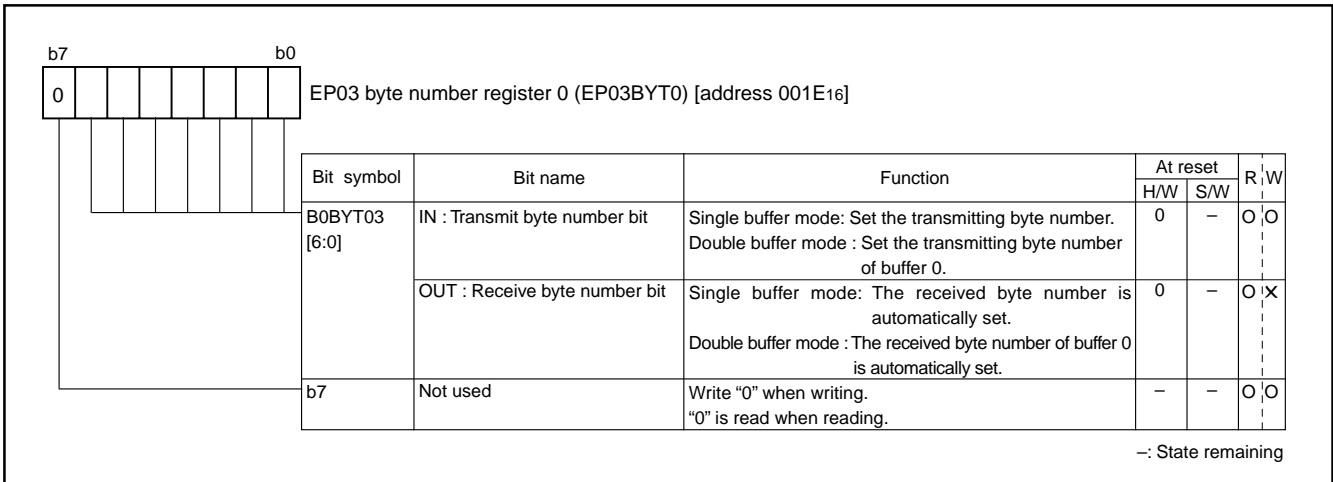 b7 b0
0
EP03 byte number register 0 (EP03BYT0) [address 001E16]
Bit symbol Bit name Function At reset R W
H/W S/W
B0BYT03 IN : Transmit byte number bit Single buffer mode: Set the transmitting byte number. 0 – O O
[6:0] Double buffer mode : Set the transmitting byte number
of buffer 0.
OUT : Receive byte number bit Single buffer mode: The received byte number is 0 – O ×
automatically set.
Double buffer mode : The received byte number of buffer 0
is automatically set.
b7 Not used Write “0” when writing. – – O O
“0” is read when reading.
–: State remaining